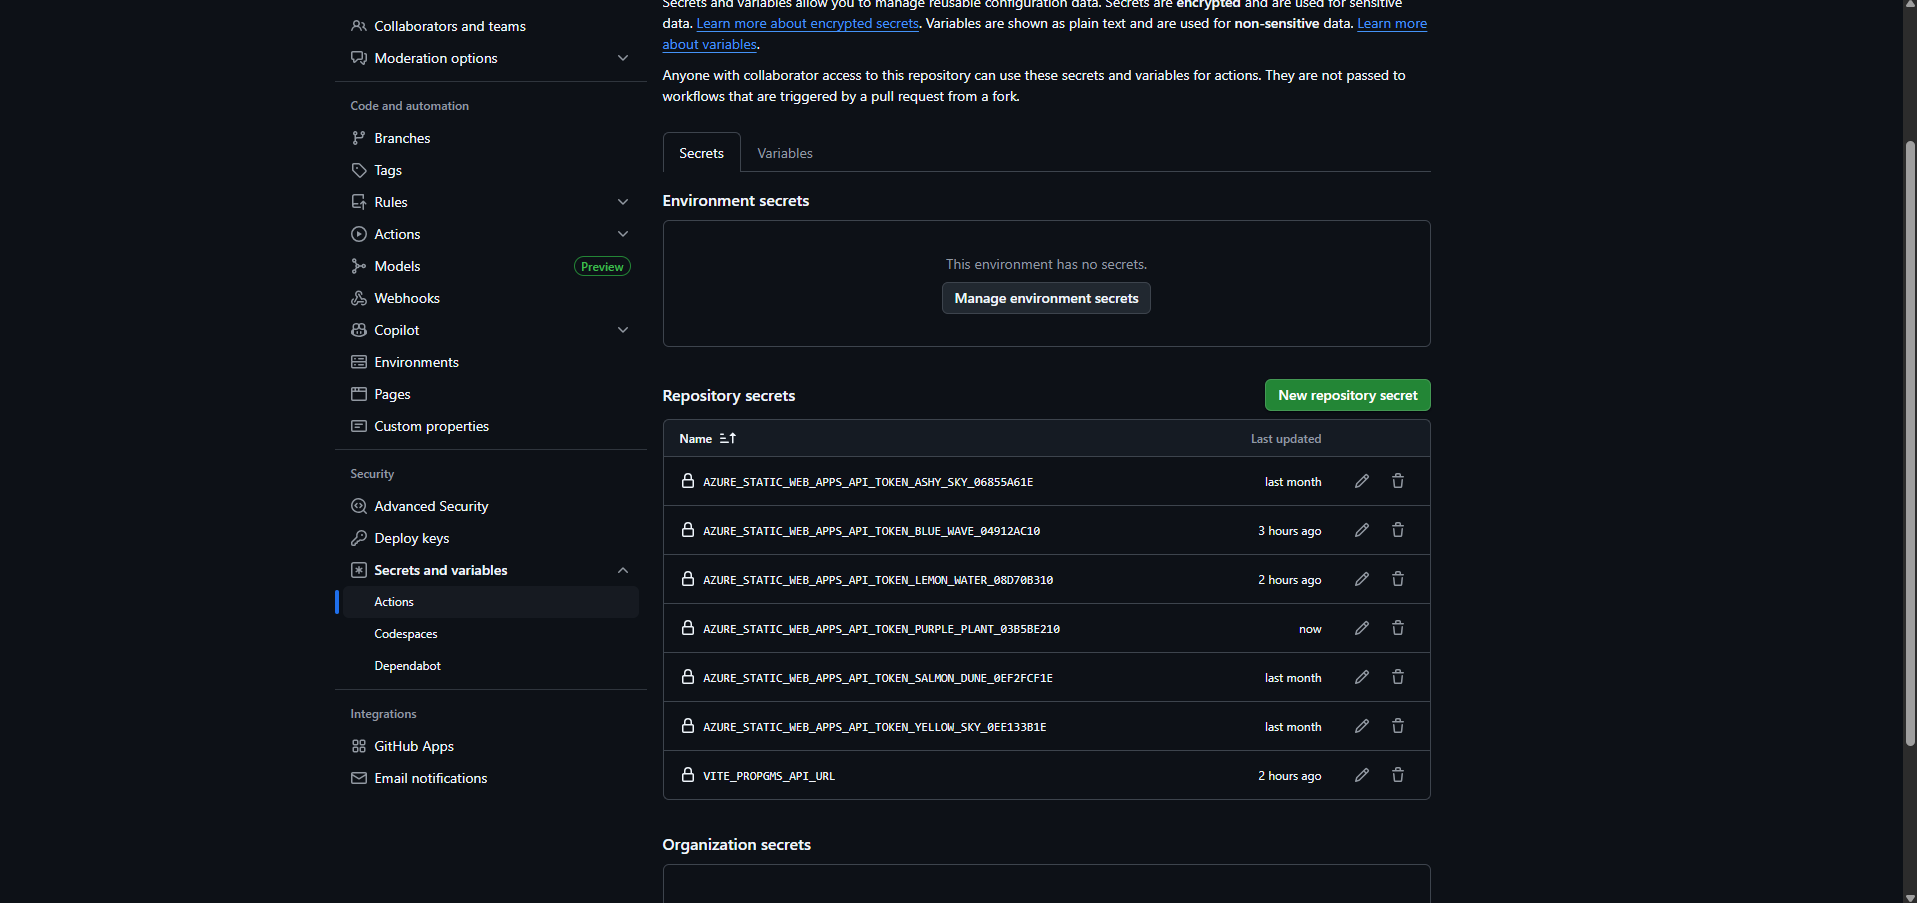 Collaborators and teams
Moderation options
Code and automation
Branches
Tags
Rules
Actions
Models
Preview
Webhooks
Copilot
Environments
Pages
Custom properties
Security
Advanced Security
Deploy keys
Secrets and variables
Actions
Codespaces
Dependabot
Integrations
GitHub Apps
Email notifications
Secrets and variables allow you to manage reusable configuration data. Secrets are encrypted and are used for sensitive
data. Learn more about encrypted secrets. Variables are shown as plain text and are used for non-sensitive data. Learn more
about variables.
Anyone with collaborator access to this repository can use these secrets and variables for actions. They are not passed to
workflows that are triggered by a pull request from a fork.
Secrets
Variables
Environment secrets
This environment has no secrets.
Manage environment secrets
Repository secrets
New repository secret
Name
Last updated
AZURE_STATIC_WEB_APPS_API_TOKEN_ASHY_SKY_06855A61E
last month
AZURE_STATIC_WEB_APPS_API_TOKEN_BLUE_WAVE_04912AC10
3 hours ago
AZURE_STATIC_WEB_APPS_API_TOKEN_LEMON_WATER_08D70B310
2 hours ago
AZURE_STATIC_WEB_APPS_API_TOKEN_PURPLE_PLANT_03B5BE210
now
AZURE_STATIC_WEB_APPS_API_TOKEN_SALMON_DUNE_0EF2FCF1E
last month
AZURE_STATIC_WEB_APPS_API_TOKEN_YELLOW_SKY_0EE133B1E
last month
VITE_PROPGMS_API_URL
2 hours ago
Organization secrets